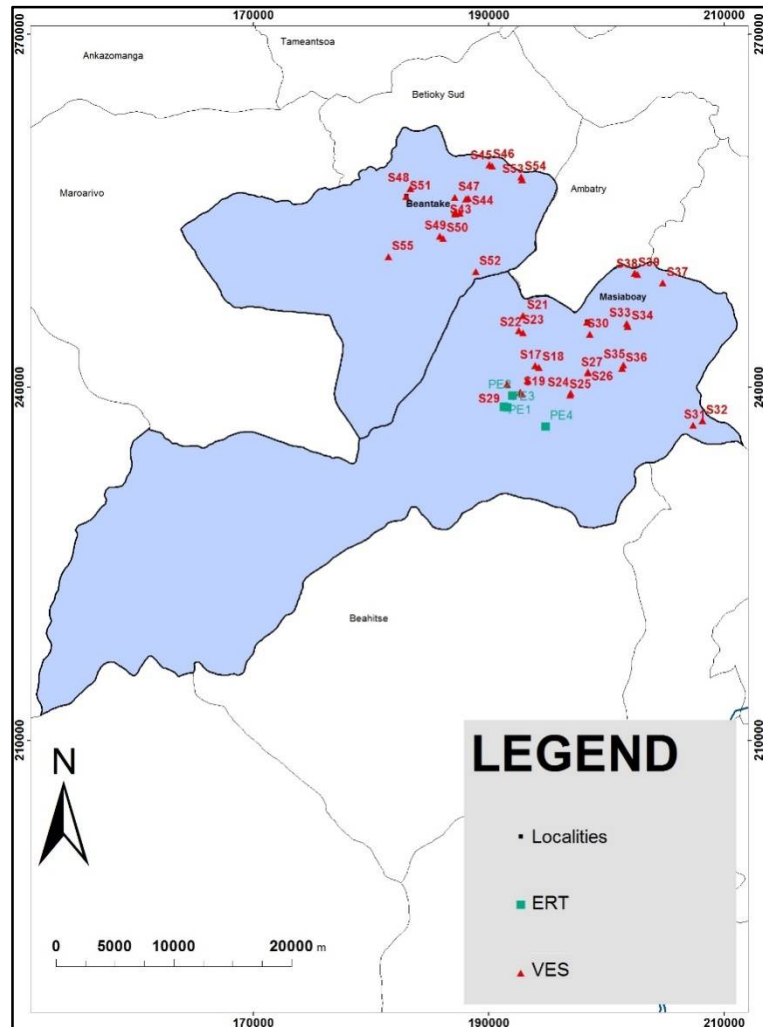 170000
190000
210000
270000
270000
Tameantsoa
Ankazomanga
Betioky Sud
Maroarivo
Ambatry
S45
S46
S53
S54
S48
S51
S47
Beantake
S44
S43
S49
S50
S55
S52
S38
S39
S37
Masiaboay
S21
S22
S23
S30
S33
S34
S17
S18
S27
S35
S36
S26
240000
240000
PE2
S19
S24
S25
S29
PE3
PE1
PE4
S31
S32
Beahitse
210000
210000
LEGEND
N
Localities
ERT
VES
0
5000
10000
20000 m
170000
190000
210000